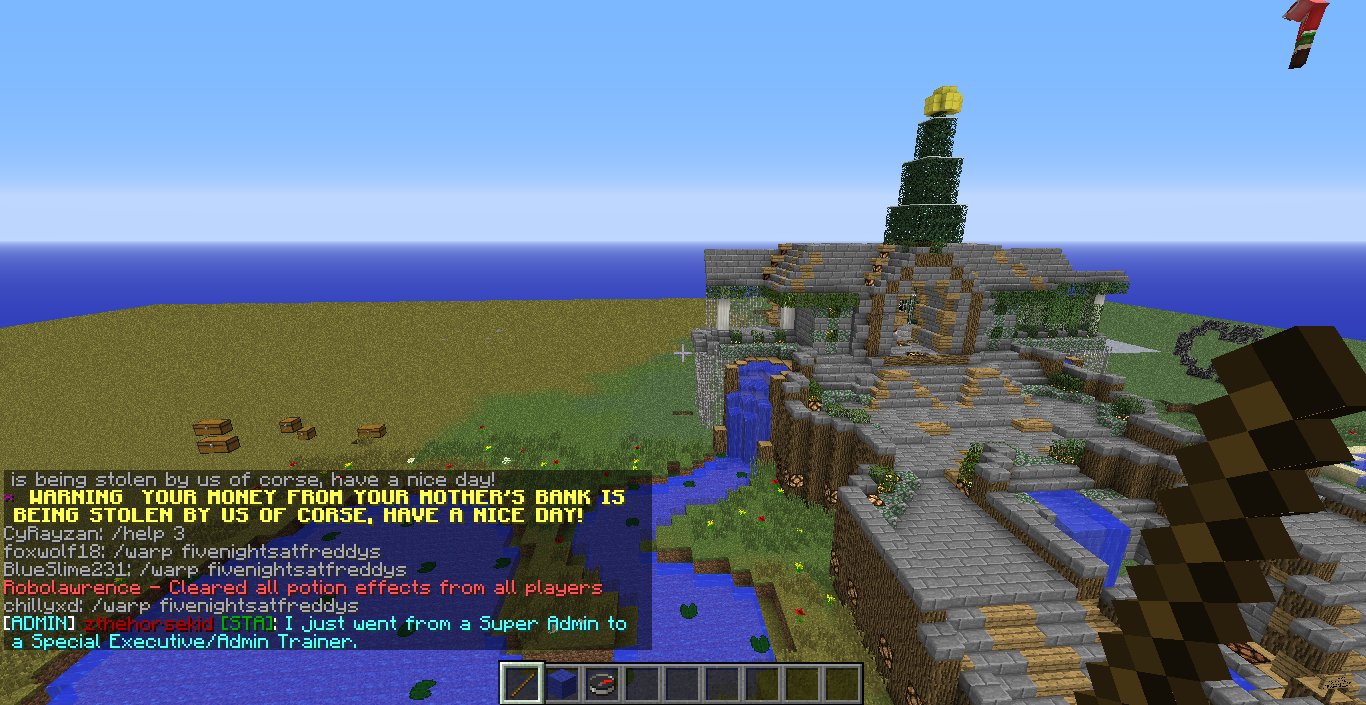 is being stolen by us of corse, have a nice day!
* WARNING YOUR MONEY FROM YOUR MOTHER'S BANK IS
BEING STOLEN BY US OF CORSE, HAVE A NICE DAY!
CyRayzan: /help 3
foxwolf18: /warp fivenightsatfreddys
BlueSlime231: /warp fivenightsatfreddys
Robolawrence - Cleared all potion effects from all players
chillyxd: /warp fivenightsatfreddys
[ADMIN] zthehorsekid [STA]: I just went from a Super Admin to
a Special Executive/Admin Trainer.